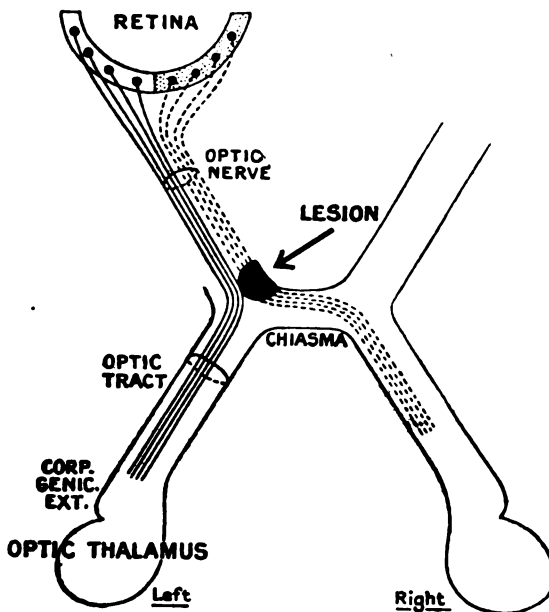 RETINA
OPTIC
NERVE
LESION
CHIASMA
OPTIC
TRACT
CORP.
GENIC.
EXT.
OPTIC THALAMUS
Left
Right